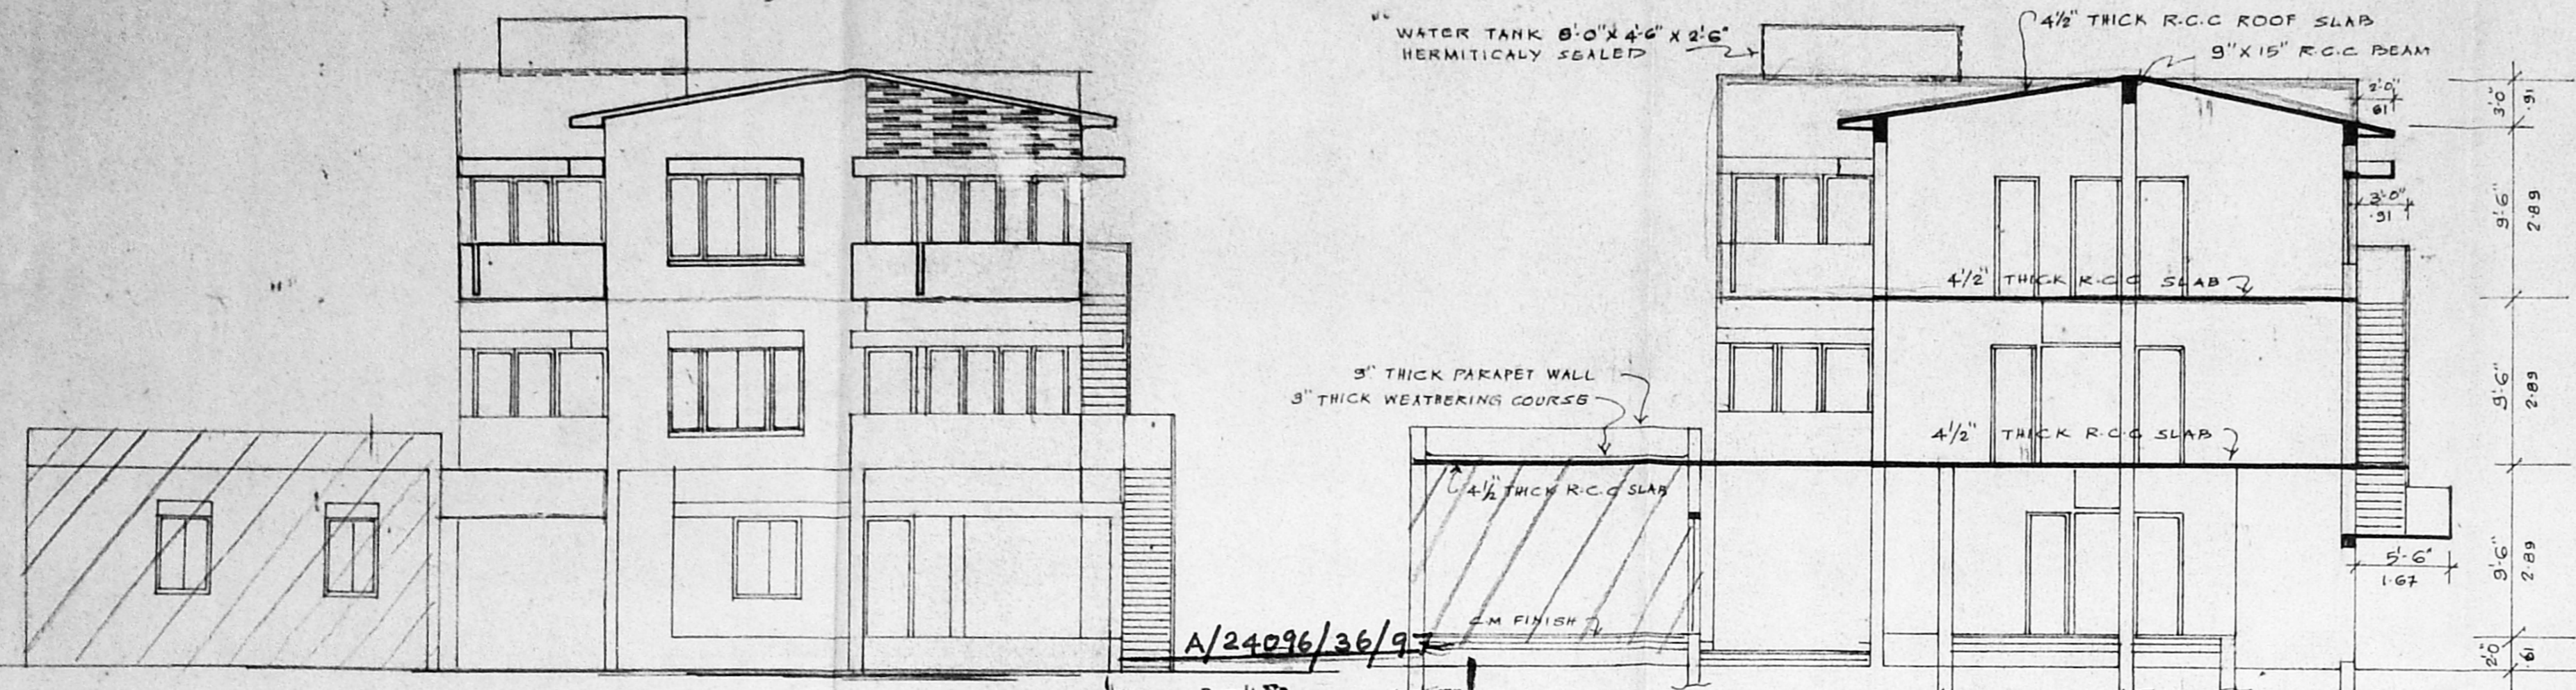 WATER TANK 8'-0" X 4'-6" X 2'-6"
HERMITICALY SEALED
4½" THICK R.C.C ROOF SLAB
9" X 15" R.C.C BEAM
2'-0"
.61
3'-0"
.91
3'-0"
.91
9'-6"
2.89
4½" THICK R.C.C SLAB
9" THICK PARAPET WALL
3" THICK WEATHERING COURSE
9'-6"
2.89
4½" THICK R.C.C SLAB
4½" THICK R.C.C SLAB
5'-6"
1.67
9'-6"
2.89
C.M FINISH
A/24096/36/97
2'-0"
.61